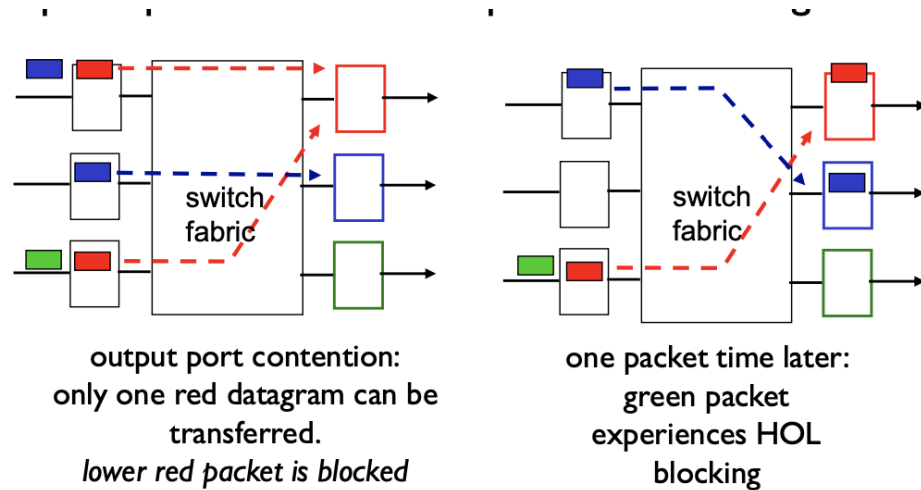 switch
fabric
output port contention:
only one red datagram can be
transferred.
lower red packet is blocked
switch
fabric
one packet time later:
green packet
experiences HOL
blocking